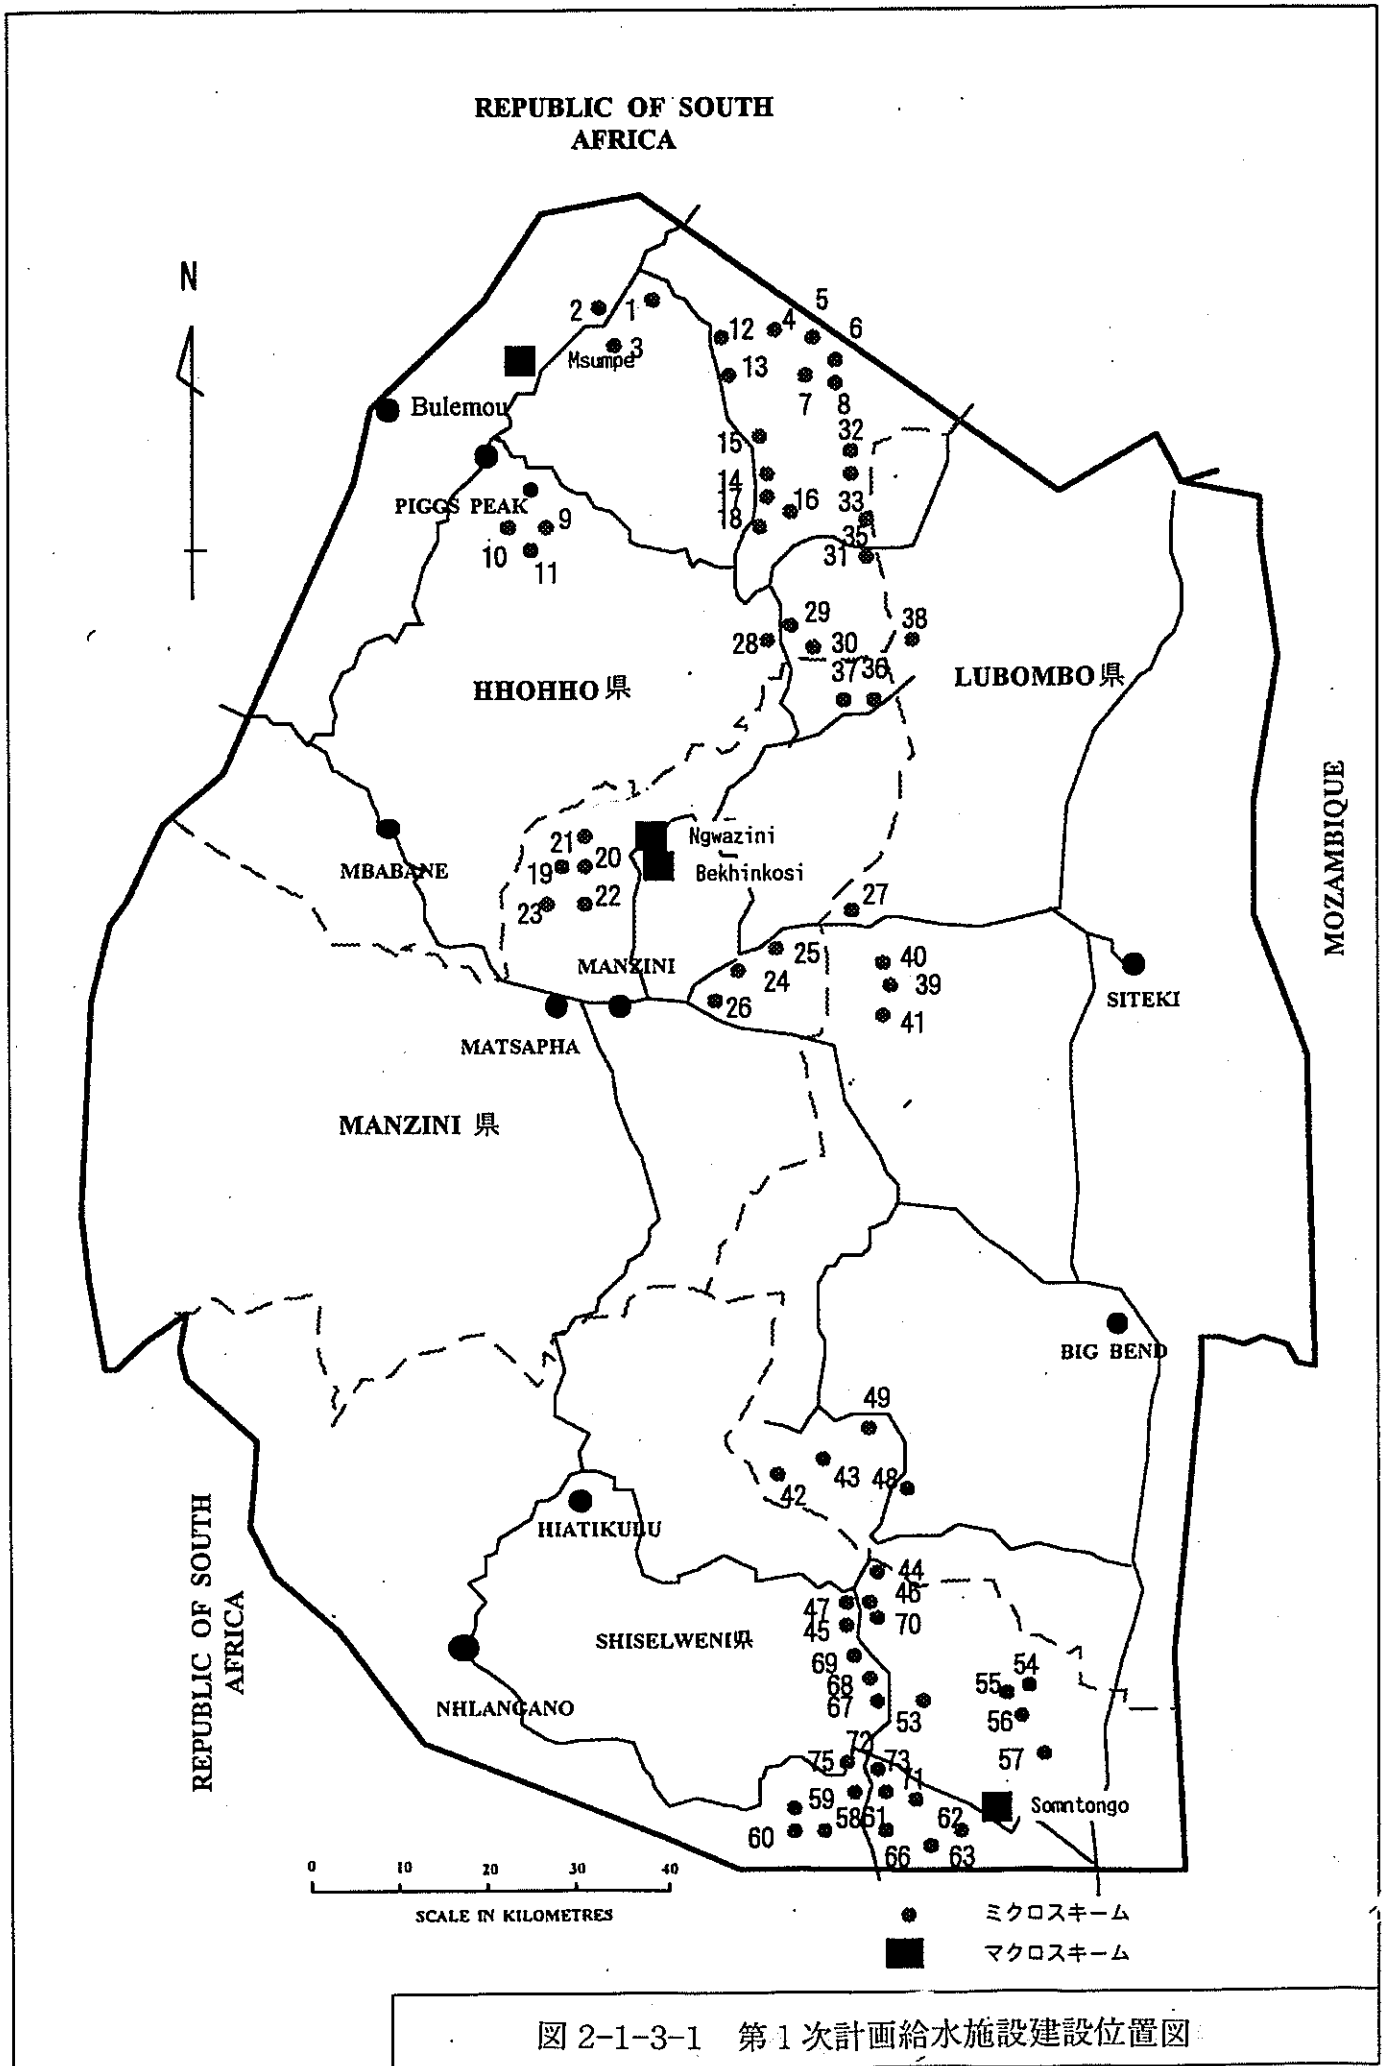 REPUBLIC OF SOUTH
AFRICA
N
5
2
1
4
6
12
3
Msumpe
13
7
8
Bulemou
32
15
14
17
16
PIGGS PEAK
9
33
18
10
35
11
31
29
38
28
30
37
36
LUBOMBO県
HHOHHO県
MOZAMBIQUE
21
Ngwazini
20
MBABANE
19
Bekhinkosi
22
27
23
25
40
MANZINI
24
39
26
SITEKI
41
MATSAPHA
MANZINI 県
BIG BEND
49
43
48
42
HIATIKULU
REPUBLIC OF SOUTH
AFRICA
44
46
47
70
45
SHISELWENI県
69
54
68
55
67
53
56
NHLANGANO
72
75
73
57
71
59
Somntongo
58
61
62
60
66
63
0 10 20 30 40
SCALE IN KILOMETRES
ミクロスキーム
マクロスキーム
図 2-1-3-1 第1次計画給水施設建設位置図